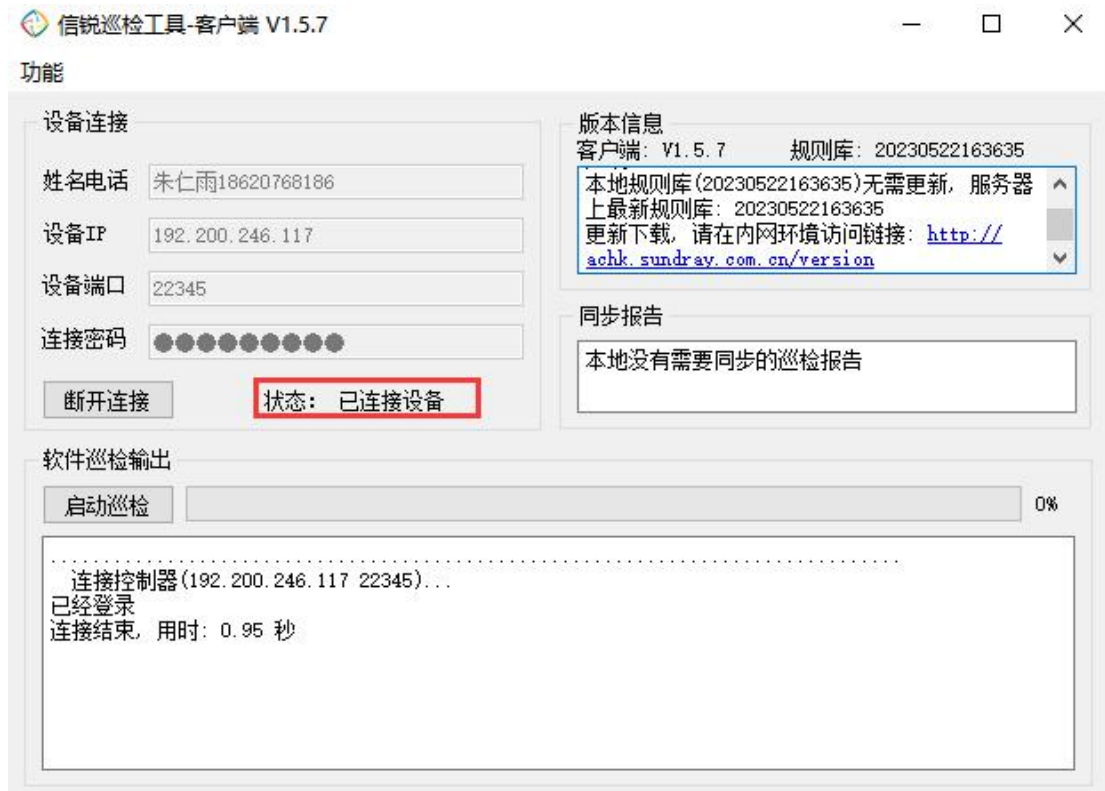 信锐巡检工具-客户端 V1.5.7
功能
设备连接
姓名电话 朱仁雨18620768186
设备IP 192.200.246.117
设备端口 22345
连接密码 ●●●●●●●●●
断开连接 状态： 已连接设备
版本信息
客户端: V1.5.7 规则库: 20230522163635
本地规则库(20230522163635)无需更新, 服务器
上最新规则库: 20230522163635
更新下载, 请在内网环境访问链接: http://
achk.sundray.com.cn/version
同步报告
本地没有需要同步的巡检报告
软件巡检输出
启动巡检 0%
................................................................................
连接控制器(192.200.246.117 22345)...
已经登录
连接结束, 用时: 0.95 秒